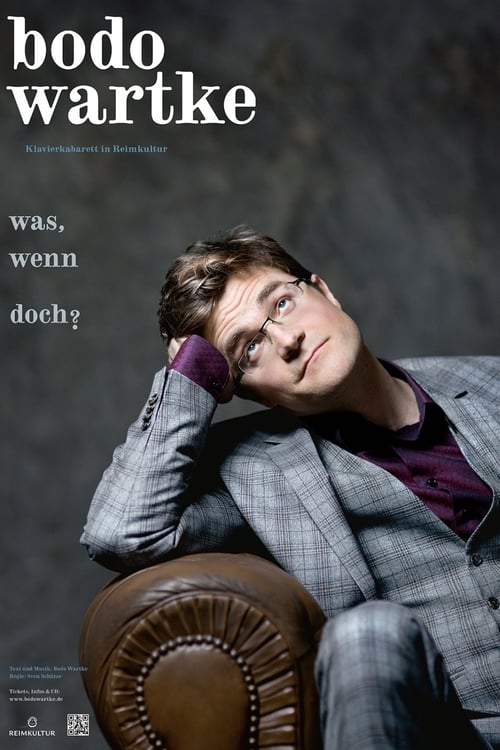 bodo
wartke
Klavierkabarett in Reimkultur
was,
wenn
doch?
Text und Musik: Bodo Wartke
Regie: Sven Schütze
Tickets, Infos & CD:
www.bodowartke.de
REIMKULTUR